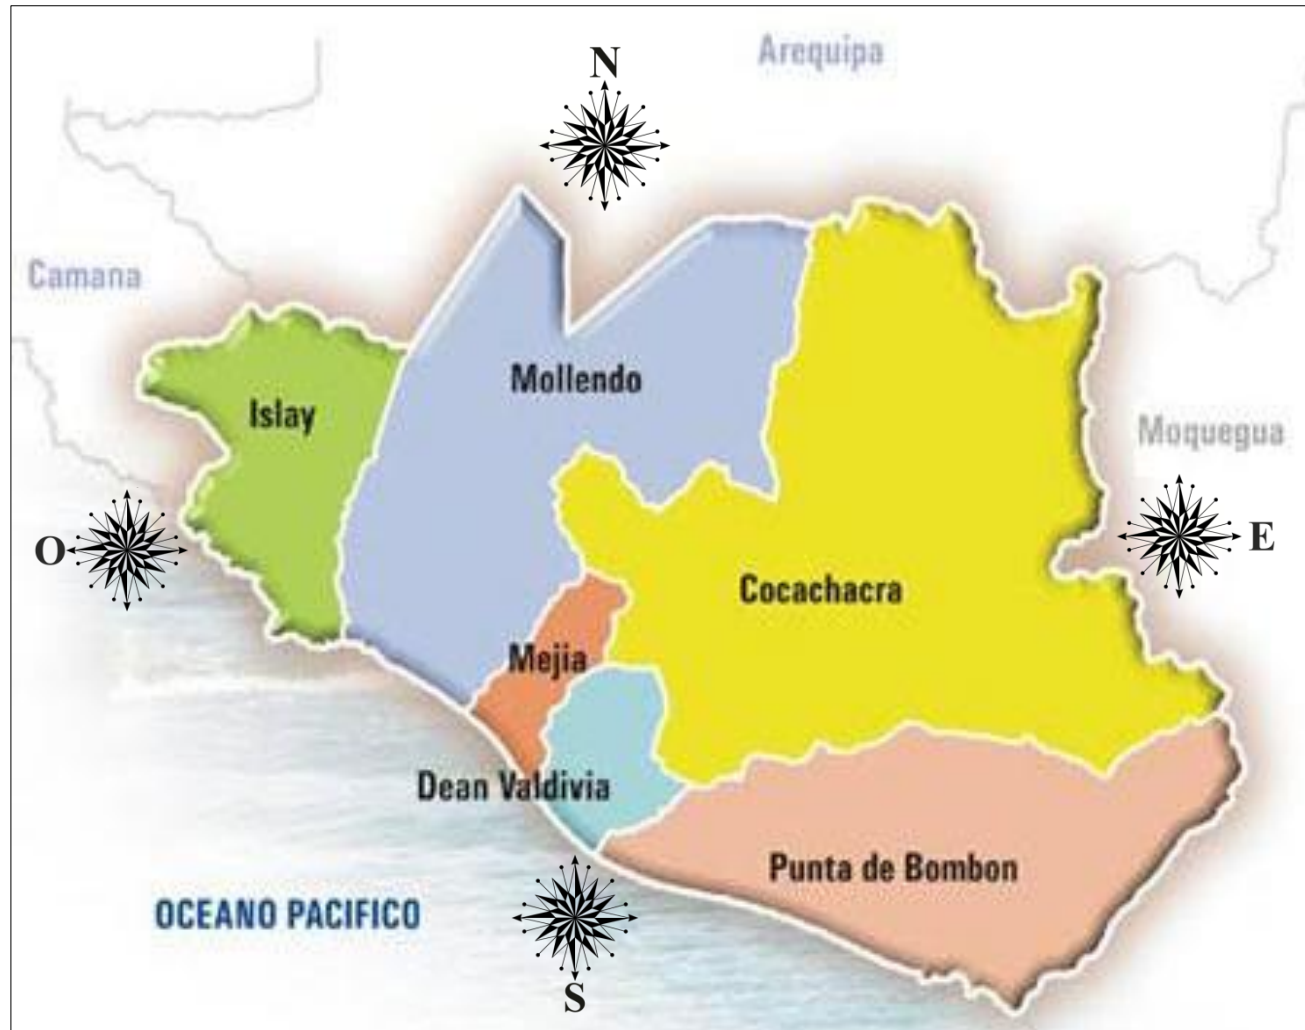 N
Arequipa
Camana
Mollendo
Islay
Moquegua
O
E
Cocachacra
Mejia
Dean Valdivia
Punta de Bombon
OCEANO PACIFICO
S